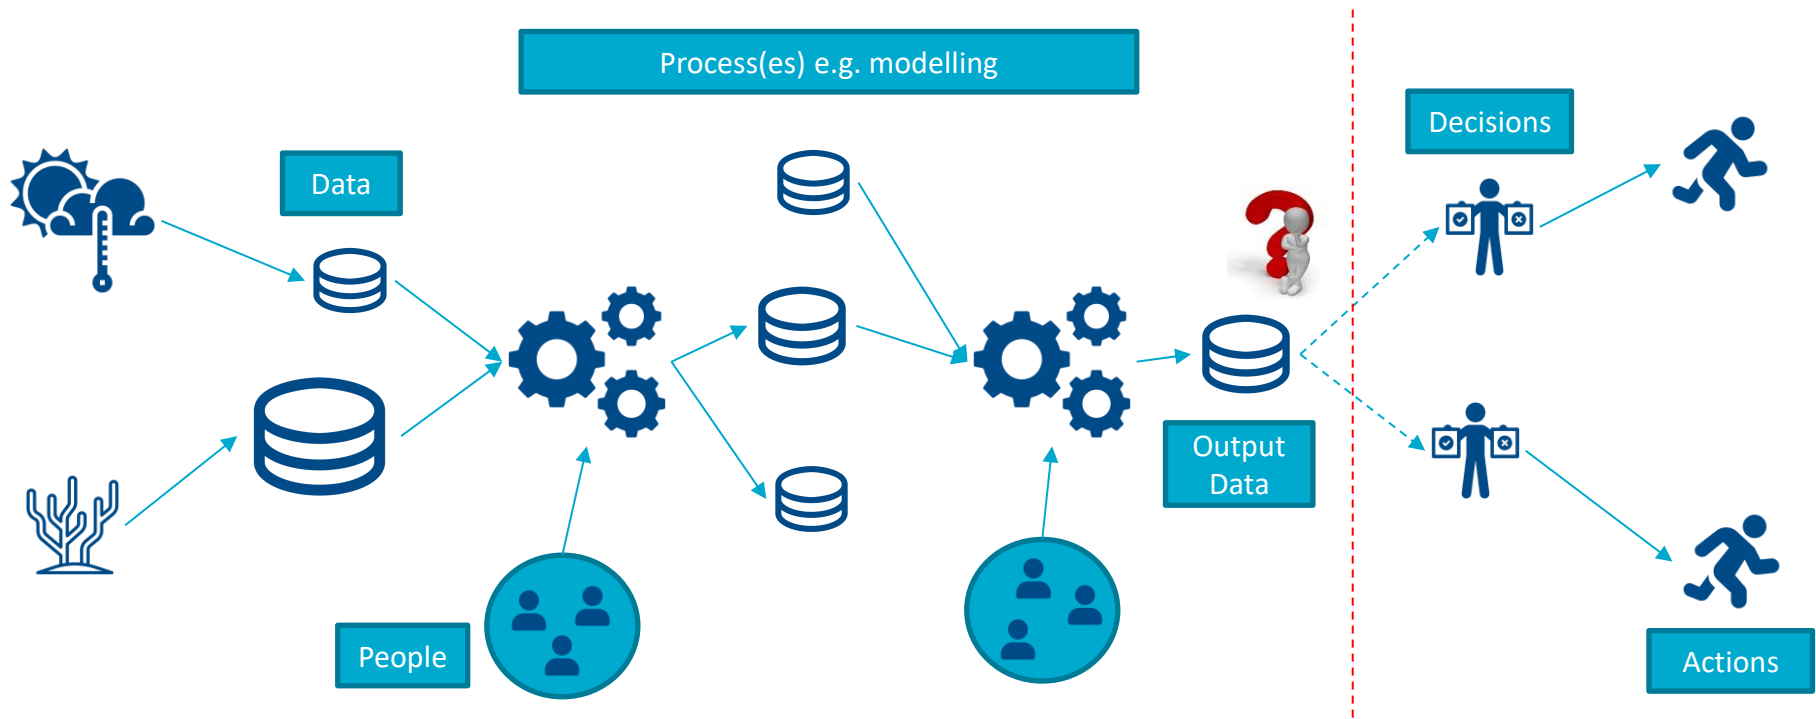 Process(es) e.g. modelling
Data
Decisions
Output
Data
People
Actions